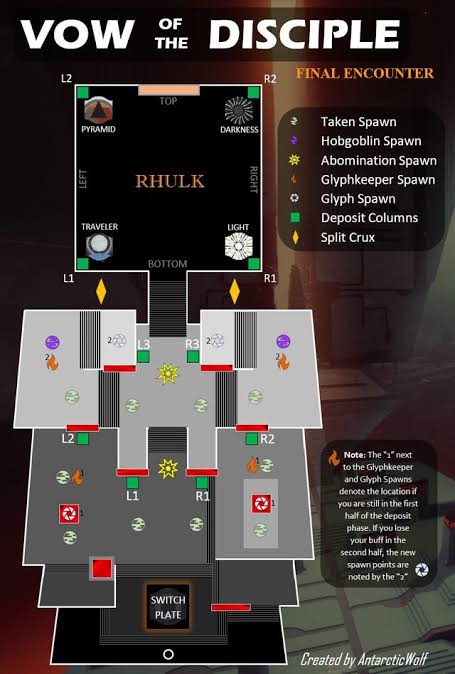 VOW OF THE DISCIPLE
FINAL ENCOUNTER
L2
R2
TOP
PYRAMID
DARKNESS
LEFT
RHULK
RIGHT
TRAVELER
LIGHT
BOTTOM
L1
R1
Taken Spawn
Hobgoblin Spawn
Abomination Spawn
Glyphkeeper Spawn
Glyph Spawn
Deposit Columns
Split Crux
2
2
2
2
L3
R3
L2
R2
1
1
L1
R1
1
1
SWITCH
PLATE
Note: The "1" next
to the Glyphkeeper
and Glyph Spawns
denote the location if
you are still in the first
half of the deposit
phase. If you lose
your buff in the
second half, the new
spawn points are
noted by the "2"
Created by AntarcticWolf